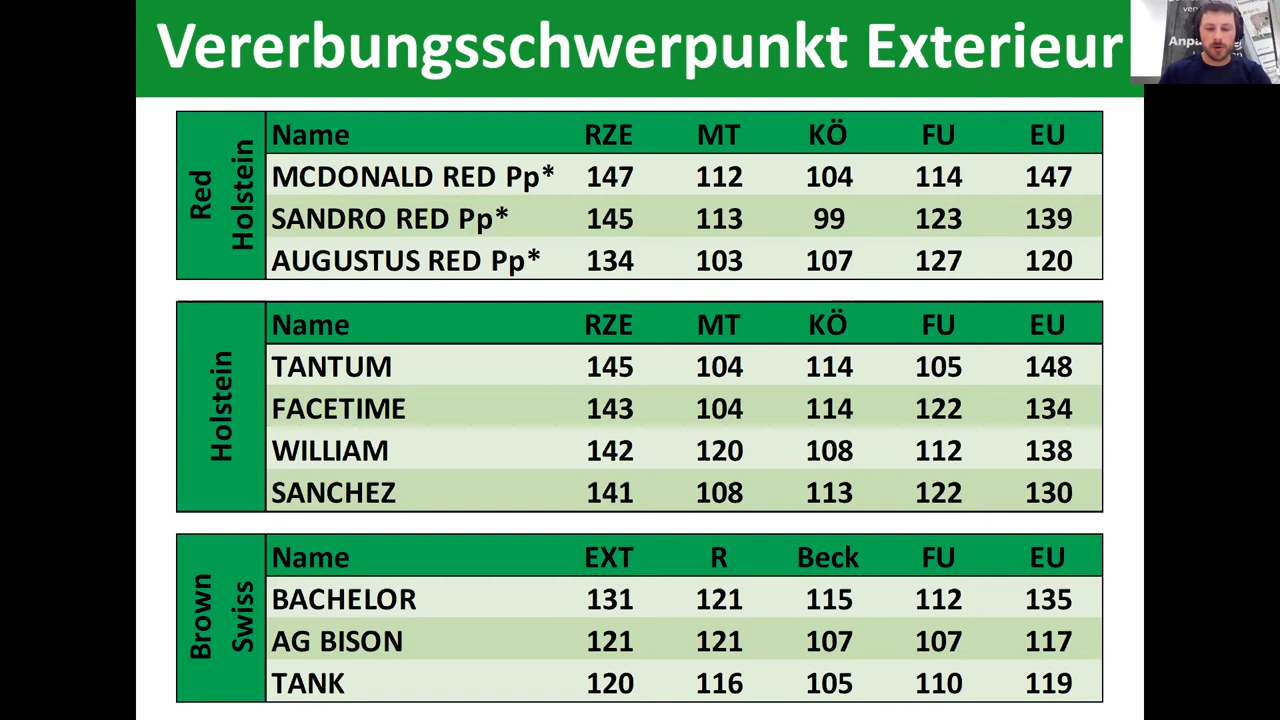 Vererbungsschwerpunkt Exterieur
Red Holstein
Name RZE MT KÖ FU EU
MCDONALD RED Pp* 147 112 104 114 147
SANDRO RED Pp* 145 113 99 123 139
AUGUSTUS RED Pp* 134 103 107 127 120
Holstein
Name RZE MT KÖ FU EU
TANTUM 145 104 114 105 148
FACETIME 143 104 114 122 134
WILLIAM 142 120 108 112 138
SANCHEZ 141 108 113 122 130
Brown Swiss
Name EXT R Beck FU EU
BACHELOR 131 121 115 112 135
AG BISON 121 121 107 107 117
TANK 120 116 105 110 119